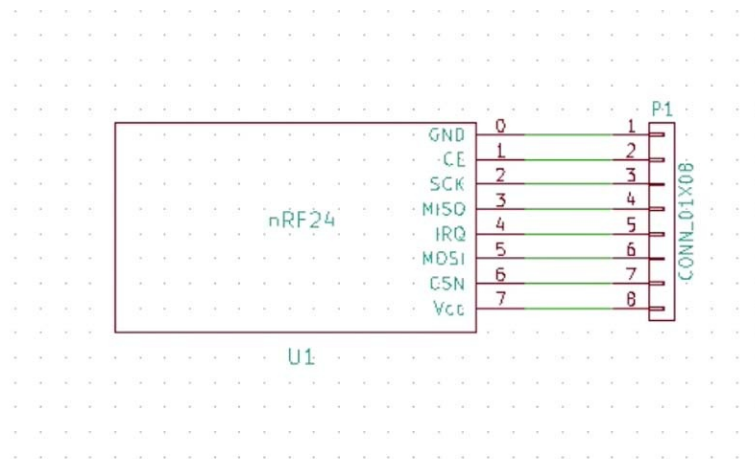 P1
GND 0 1
CE 1 2
SCK 2 3
MISO 3 4
nRF24
IRQ 4 5
MOSI 5 6
CSN 6 7
Vcc 7 8
CONN_01X08
U1